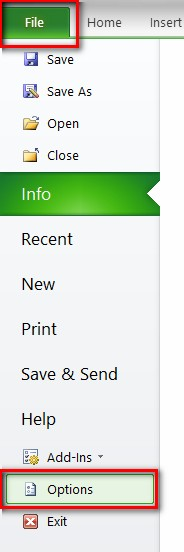 File Home Insert
Save
Save As
Open
Close
Info
Recent
New
Print
Save & Send
Help
Add-Ins
Options
Exit